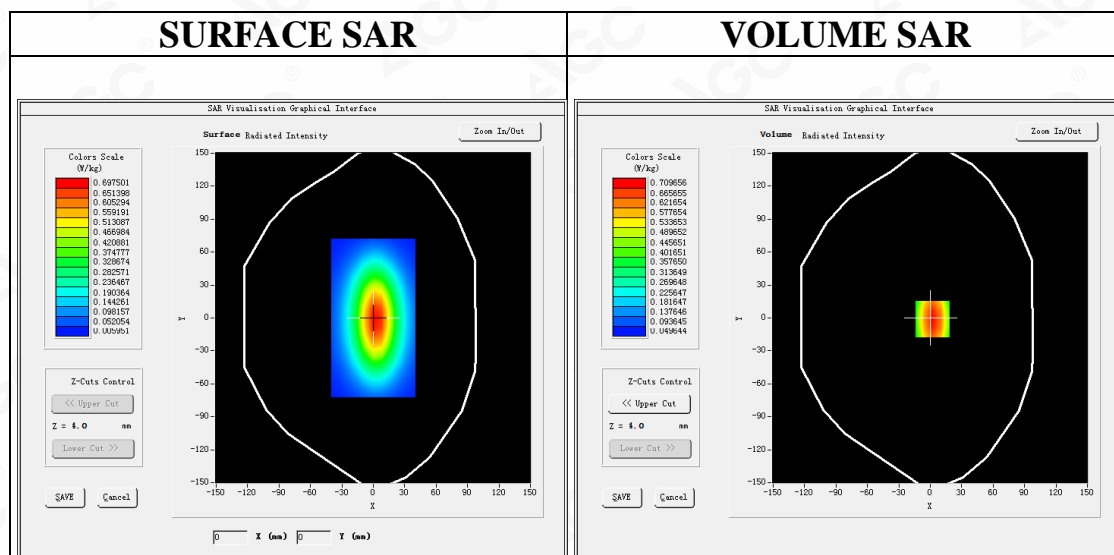 SURFACE SAR
VOLUME SAR
SAR Visualisation Graphical Interface
Surface Radiated Intensity
Zoom In/Out
Colors Scale
(W/kg)
0.697501
0.651398
0.605294
0.559191
0.513087
0.466984
0.420881
0.374777
0.328674
0.282571
0.236467
0.190364
0.144261
0.098157
0.052054
0.005951
150
120
90
60
30
0
-30
-60
-90
-120
-150
Y
-150 -120 -90 -60 -30 0 30 60 90 120 150
X
Z-Cuts Control
<< Upper Cut
Z = 4.0 mm
Lower Cut >>
SAVE Cancel
0 X (mm) 0 Y (mm)
SAR Visualisation Graphical Interface
Volume Radiated Intensity
Zoom In/Out
Colors Scale
(W/kg)
0.709656
0.665655
0.621654
0.577654
0.533653
0.489652
0.445651
0.401651
0.357650
0.313649
0.269648
0.225647
0.181647
0.137646
0.093645
0.049644
150
120
90
60
30
0
-30
-60
-90
-120
-150
Y
-150 -120 -90 -60 -30 0 30 60 90 120 150
X
Z-Cuts Control
<< Upper Cut
Z = 4.0 mm
Lower Cut >>
SAVE Cancel